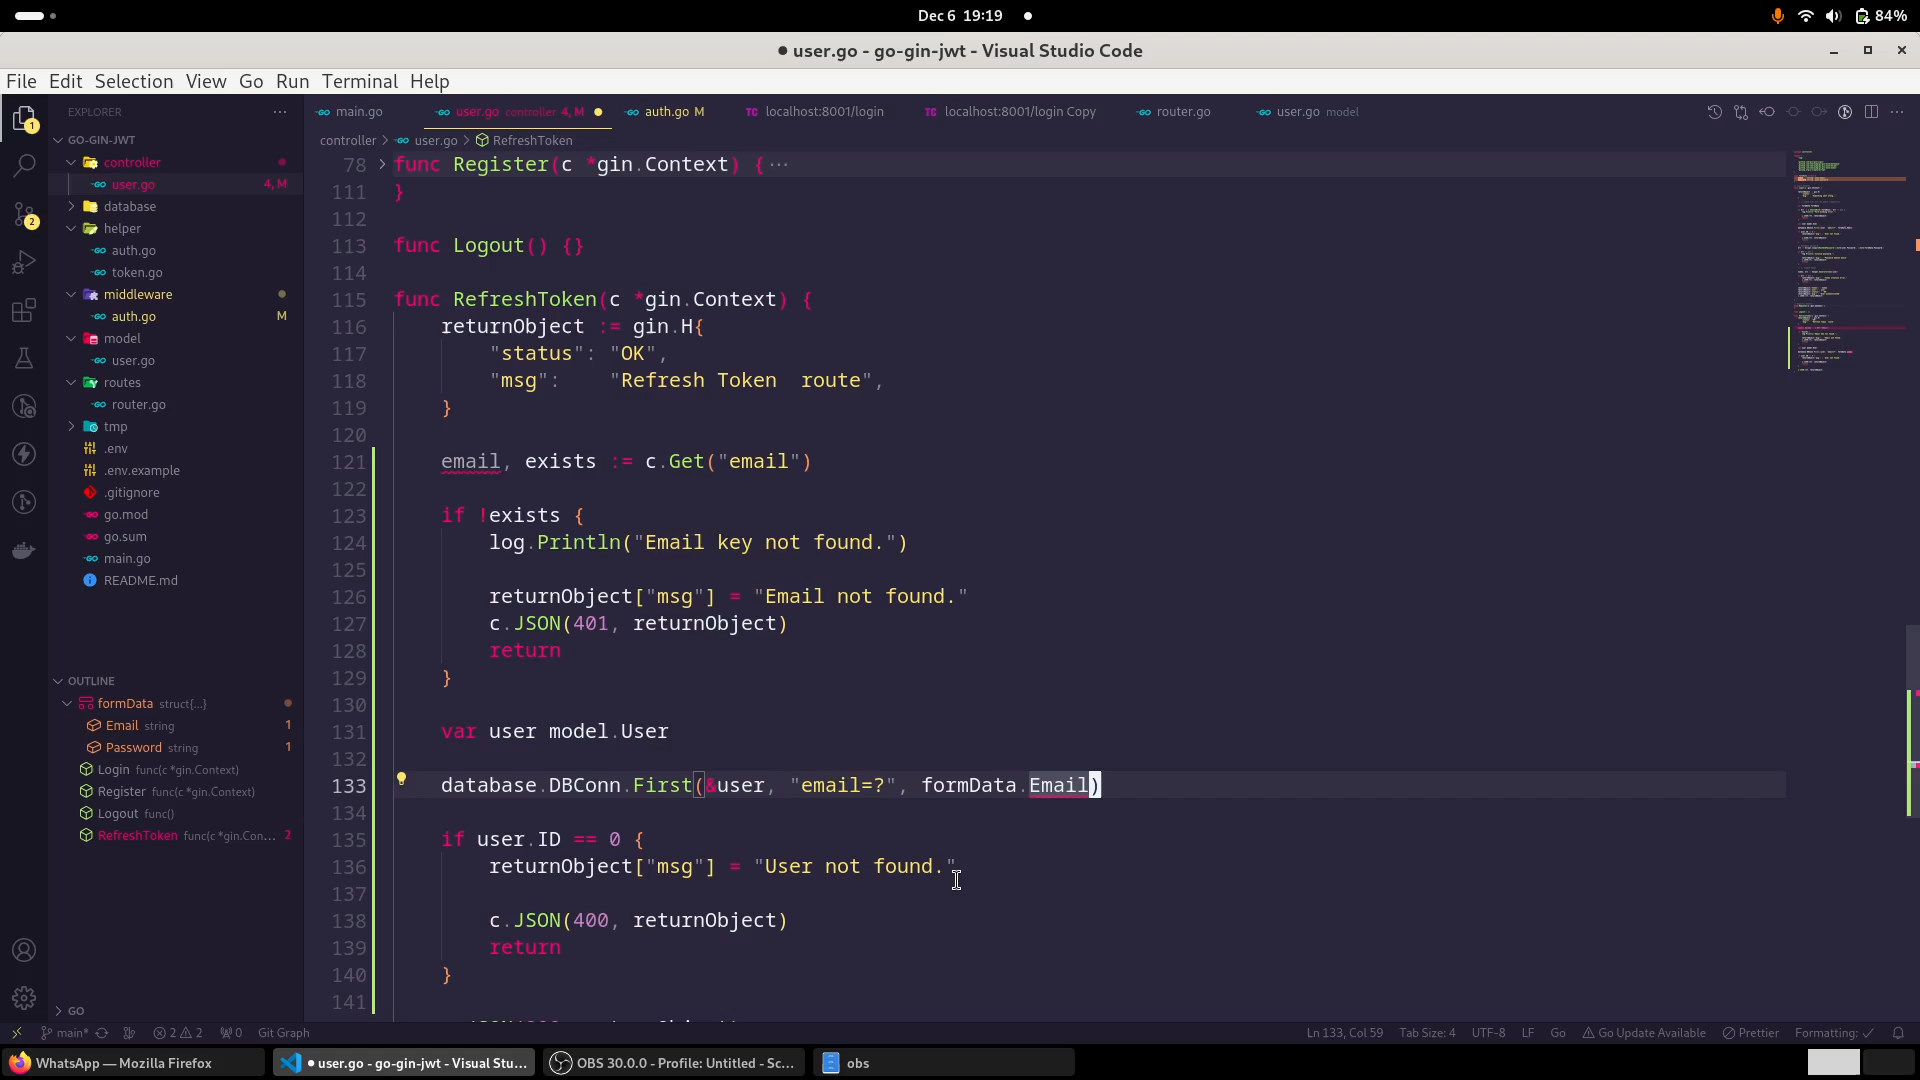 Dec 6 19:19
84%
● user.go - go-gin-jwt - Visual Studio Code
File Edit Selection View Go Run Terminal Help
EXPLORER
GO-GIN-JWT
controller
user.go 4, M
database
helper
auth.go
token.go
middleware
auth.go M
model
user.go
routes
router.go
tmp
.env
.env.example
.gitignore
go.mod
go.sum
main.go
README.md
OUTLINE
formData struct{...}
Email string 1
Password string 1
Login func(c *gin.Context)
Register func(c *gin.Context)
Logout func()
RefreshToken func(c *gin.Con... 2
GO
main.go user.go controller 4, M auth.go M localhost:8001/login localhost:8001/login Copy router.go user.go model
controller > user.go > RefreshToken
78 func Register(c *gin.Context) {···
111 }
112
113 func Logout() {}
114
115 func RefreshToken(c *gin.Context) {
116 returnObject := gin.H{
117 "status": "OK",
118 "msg":    "Refresh Token  route",
119 }
120
121 email, exists := c.Get("email")
122
123 if !exists {
124 log.Println("Email key not found.")
125
126 returnObject["msg"] = "Email not found."
127 c.JSON(401, returnObject)
128 return
129 }
130
131 var user model.User
132
133 database.DBConn.First(&user, "email=?", formData.Email)
134
135 if user.ID == 0 {
136 returnObject["msg"] = "User not found."
137
138 c.JSON(400, returnObject)
139 return
140 }
141
main* 2 2 0 Git Graph Ln 133, Col 59 Tab Size: 4 UTF-8 LF Go Go Update Available Prettier Formatting: ✓
WhatsApp — Mozilla Firefox ● user.go - go-gin-jwt - Visual Stu... OBS 30.0.0 - Profile: Untitled - Sc... obs